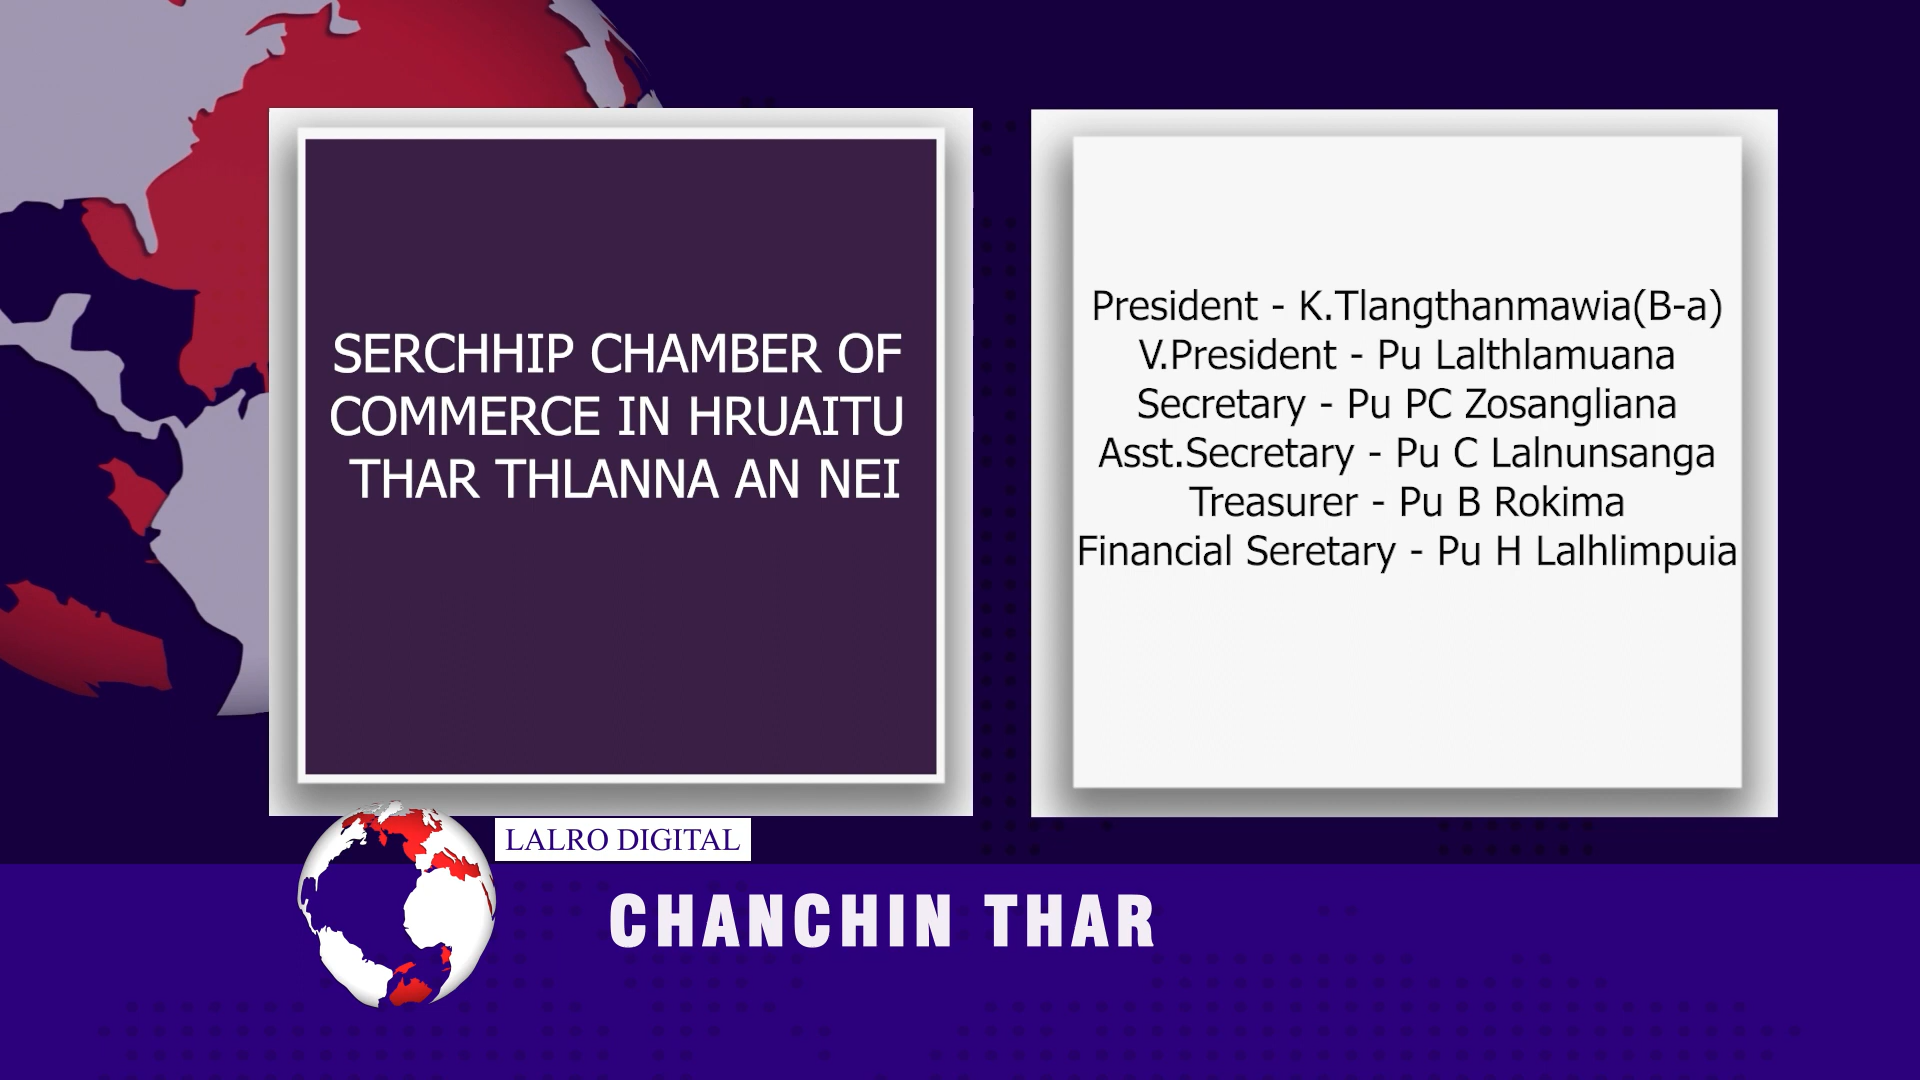 SERCHHIP CHAMBER OF
COMMERCE IN HRUAITU
THAR THLANNA AN NEI
President - K.Tlangthanmawia(B-a)
V.President - Pu Lalthlamuana
Secretary - Pu PC Zosangliana
Asst.Secretary - Pu C Lalnunsanga
Treasurer - Pu B Rokima
Financial Seretary - Pu H Lalhlimpuia
LALRO DIGITAL
CHANCHIN THAR